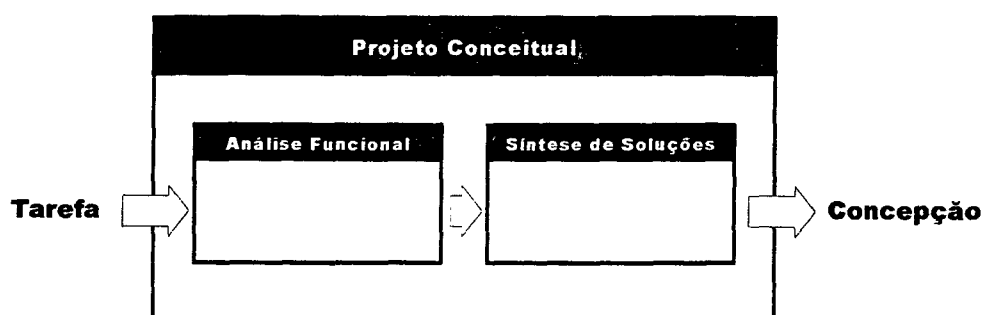 Projeto Conceitual
Análise Funcional
Síntese de Soluções
Tarefa
Concepção